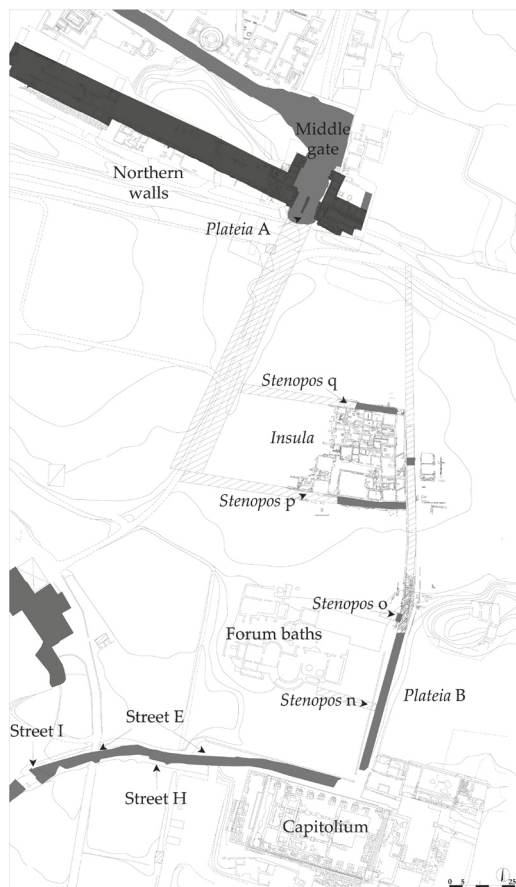 Middle
gate
Northern
walls
Plateia A
Stenopos q
Insula
Stenopos p
Stenopos o
Forum baths
Stenopos n
Plateia B
Street E
Street I
Street H
Capitolium
0 5 25